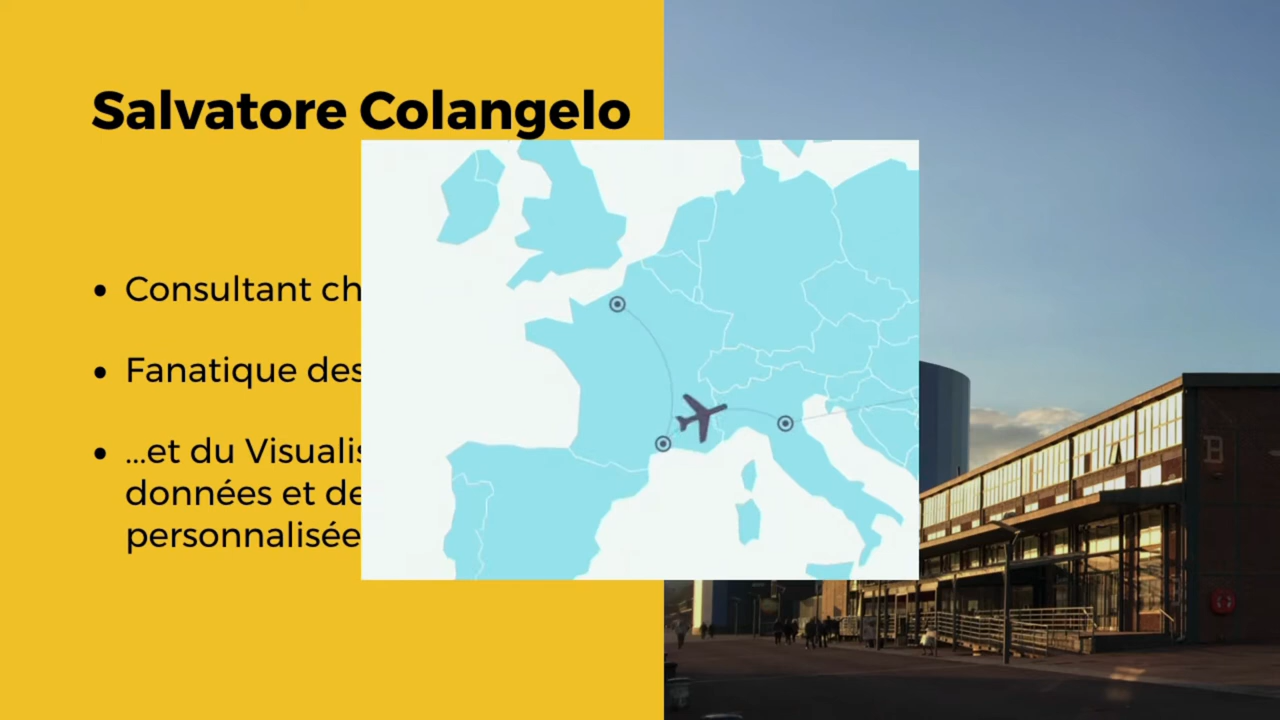 Salvatore Colangelo
• Consultant ch
• Fanatique des
• ...et du Visualis
données et de
personnalisée
B